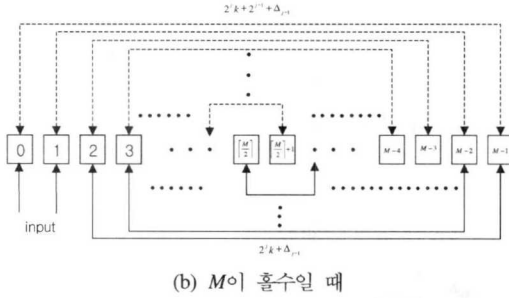 2^j k + 2^{j-1} + Δ_{j-1}
0 1 2 3 ⌈M/2⌉ ⌈M/2⌉+1 M-4 M-3 M-2 M-1
input
2^j k + Δ_{j-1}
(b) M이 홀수일 때